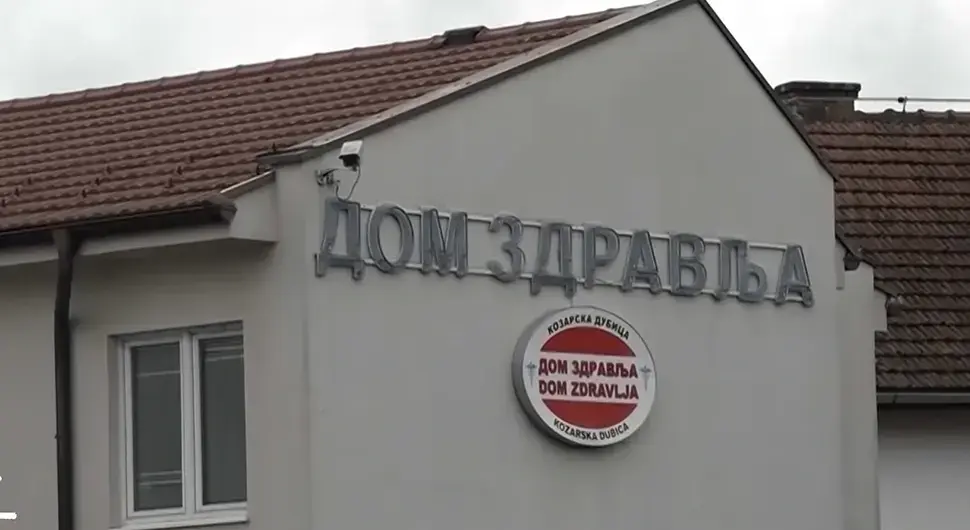 ДОМ ЗДРАВЉА
КОЗАРСКА ДУБИЦА
ДОМ ЗДРАВЉА
DOM ZDRAVLJA
KOZARSKA DUBICA